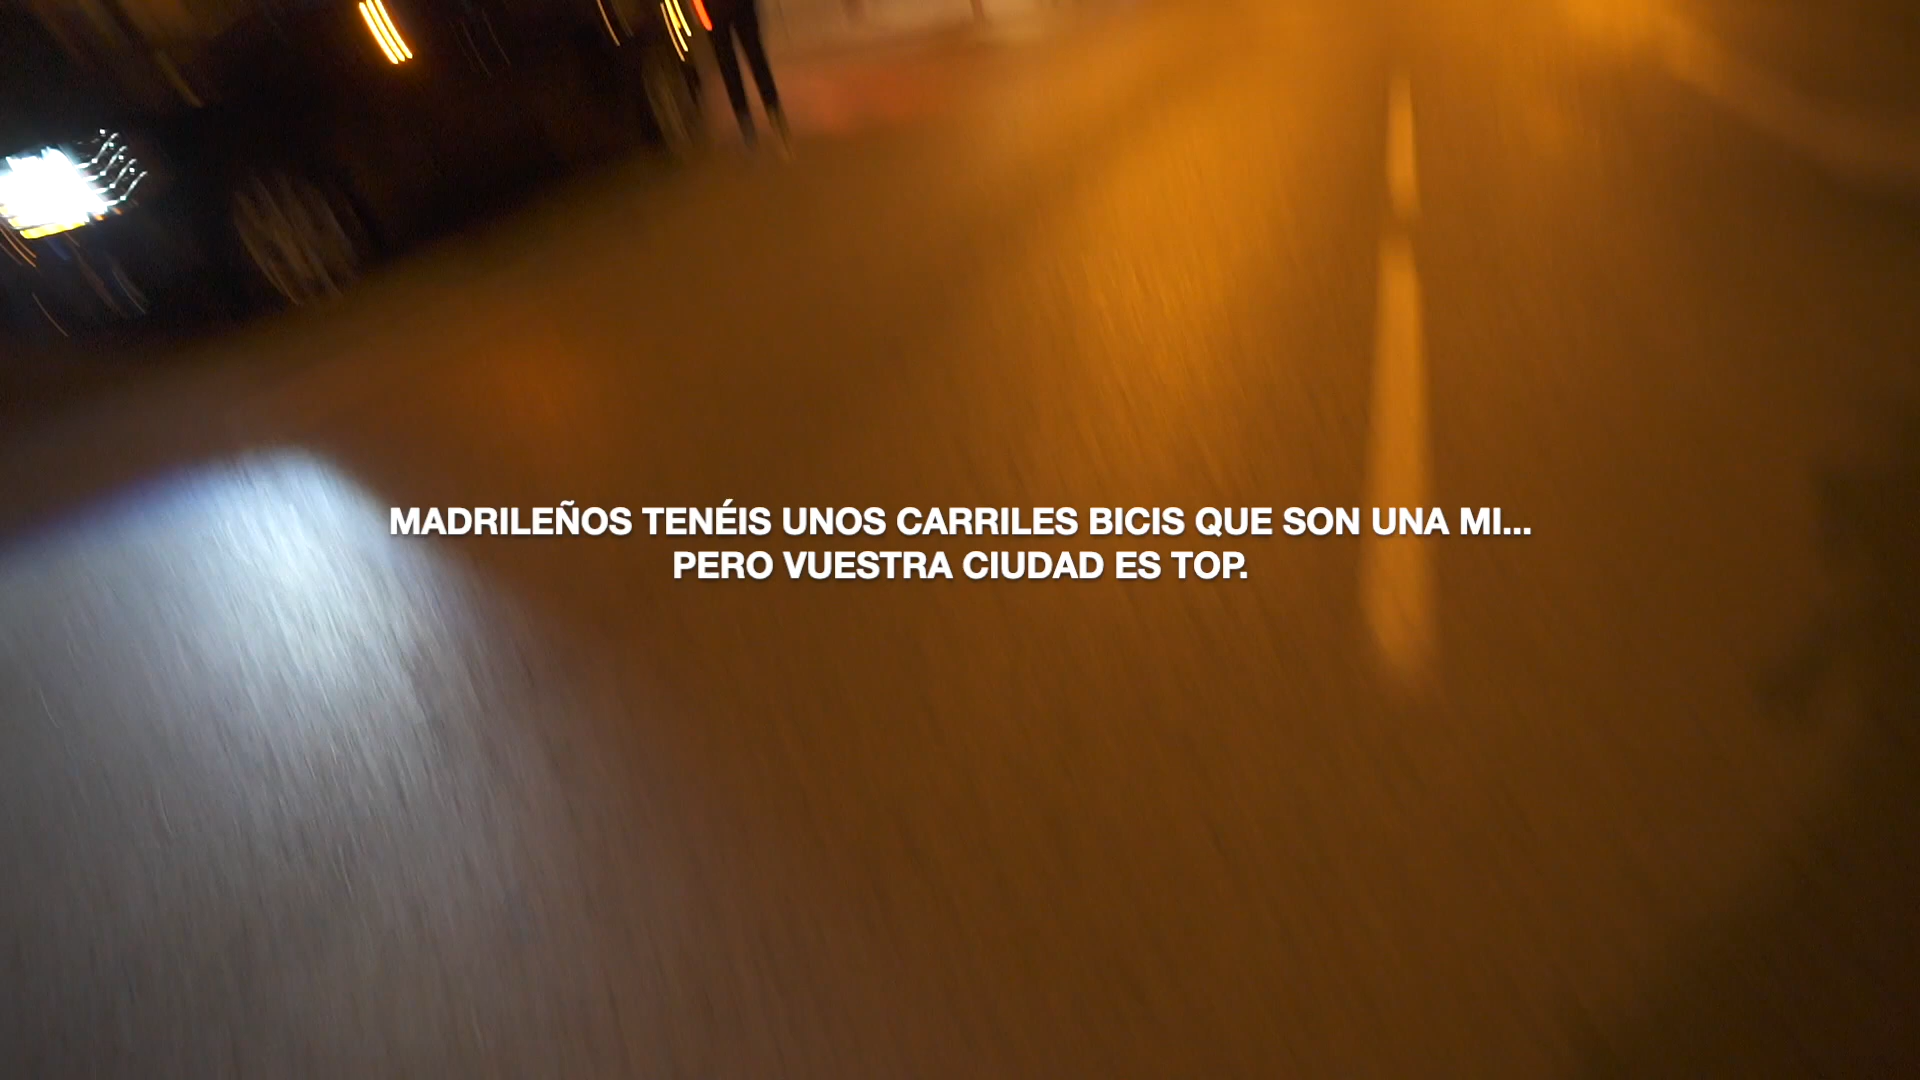 MADRILEÑOS TENÉIS UNOS CARRILES BICIS QUE SON UNA MI...
PERO VUESTRA CIUDAD ES TOP.